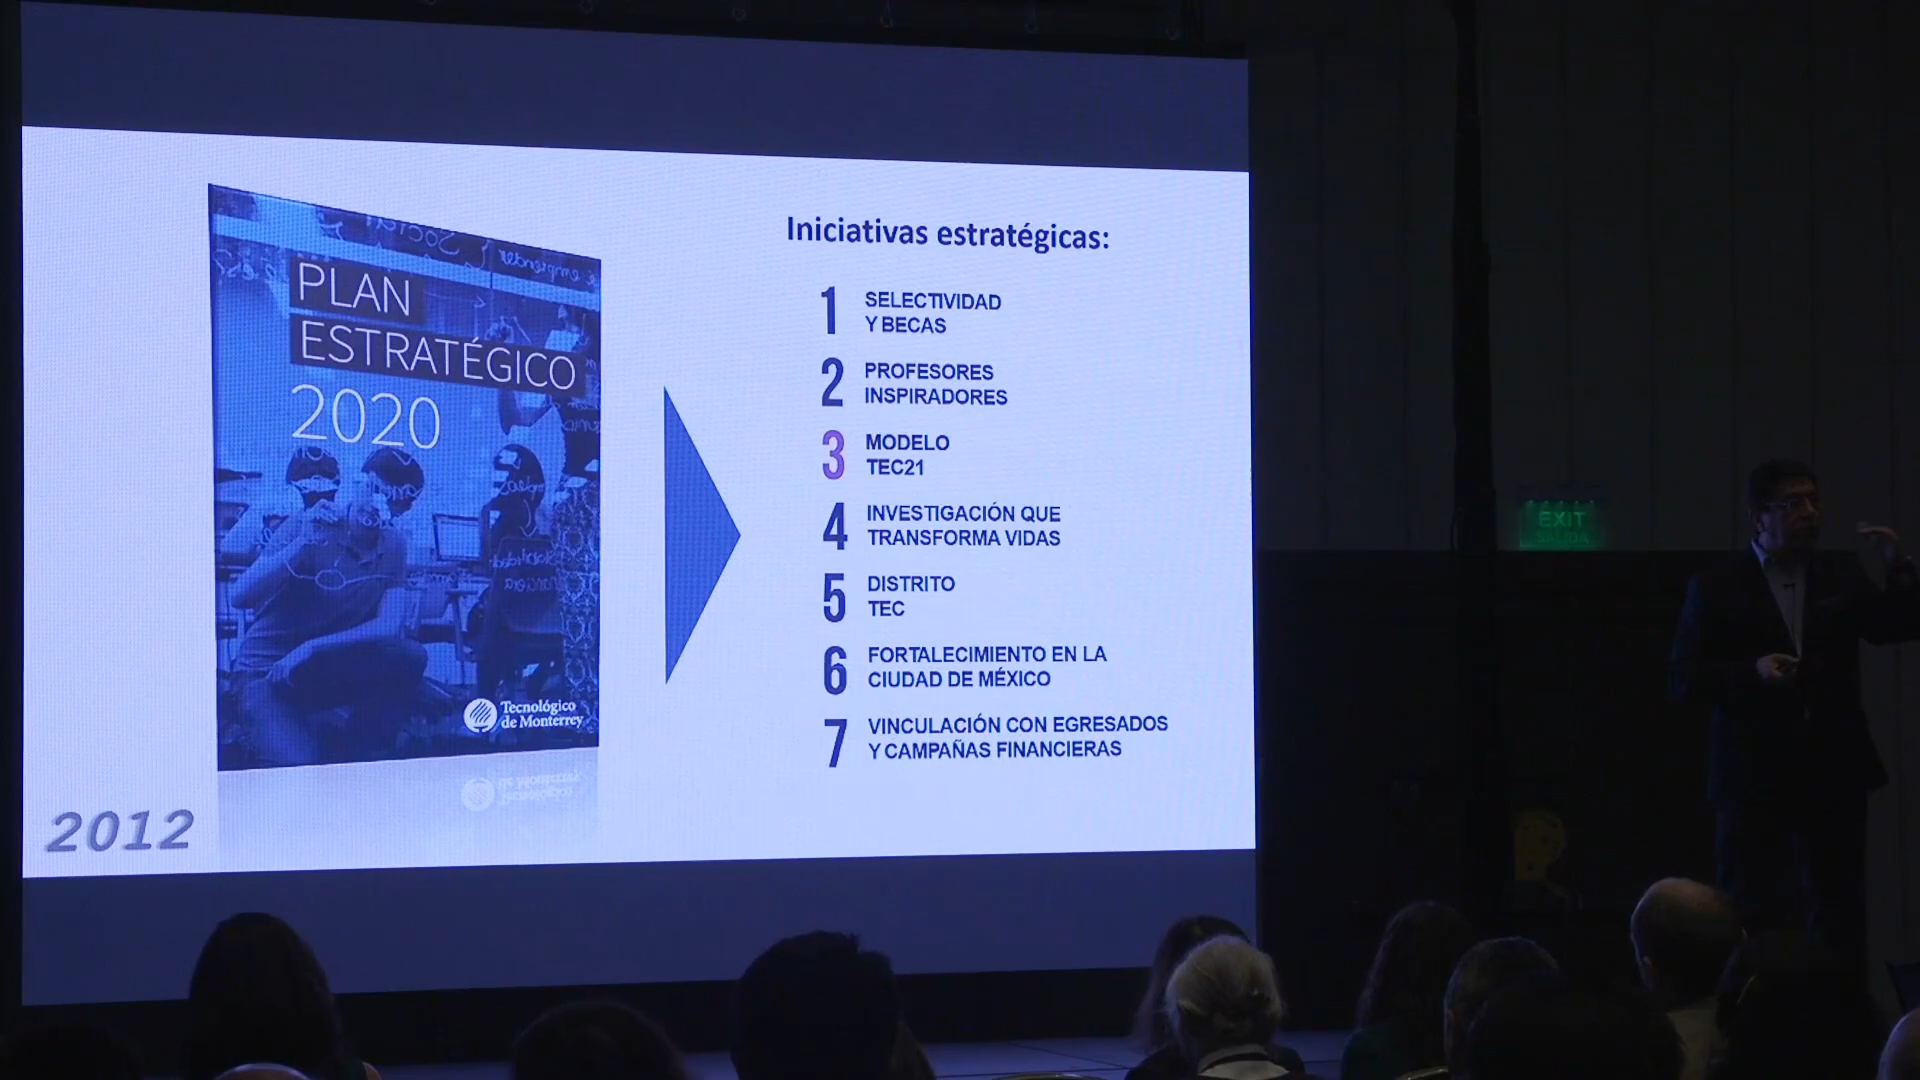 PLAN
ESTRATÉGICO
2020
Tecnológico
de Monterrey
2012
Iniciativas estratégicas:
1 SELECTIVIDAD
Y BECAS
2 PROFESORES
INSPIRADORES
3 MODELO
TEC21
4 INVESTIGACIÓN QUE
TRANSFORMA VIDAS
5 DISTRITO
TEC
6 FORTALECIMIENTO EN LA
CIUDAD DE MÉXICO
7 VINCULACIÓN CON EGRESADOS
Y CAMPAÑAS FINANCIERAS
EXIT
SALIDA